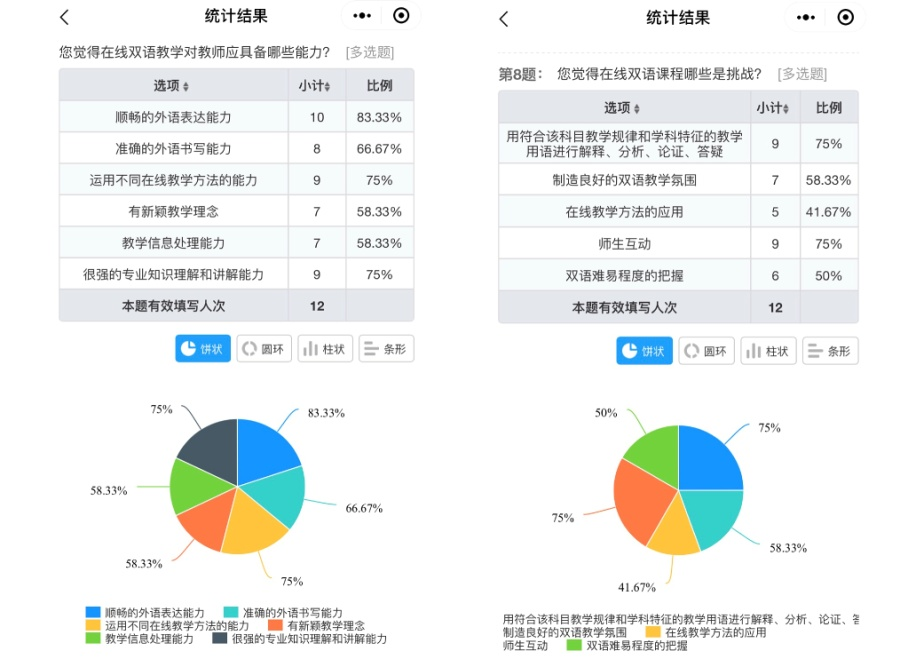 统计结果
您觉得在线双语教学对教师应具备哪些能力? [多选题]
选项 小计 比例
顺畅的外语表达能力 10 83.33%
准确的外语书写能力 8 66.67%
运用不同在线教学方法的能力 9 75%
有新颖教学理念 7 58.33%
教学信息处理能力 7 58.33%
很强的专业知识理解和讲解能力 9 75%
本题有效填写人次 12
饼状 圆环 柱状 条形
83.33%
66.67%
75%
58.33%
58.33%
75%
顺畅的外语表达能力 准确的外语书写能力
运用不同在线教学方法的能力 有新颖教学理念
教学信息处理能力 很强的专业知识理解和讲解能力
统计结果
第8题: 您觉得在线双语课程哪些是挑战? [多选题]
选项 小计 比例
用符合该科目教学规律和学科特征的教学
用语进行解释、分析、论证、答疑 9 75%
制造良好的双语教学氛围 7 58.33%
在线教学方法的应用 5 41.67%
师生互动 9 75%
双语难易程度的把握 6 50%
本题有效填写人次 12
饼状 圆环 柱状 条形
75%
58.33%
41.67%
75%
50%
用符合该科目教学规律和学科特征的教学用语进行解释、分析、论证、
制造良好的双语教学氛围 在线教学方法的应用
师生互动 双语难易程度的把握